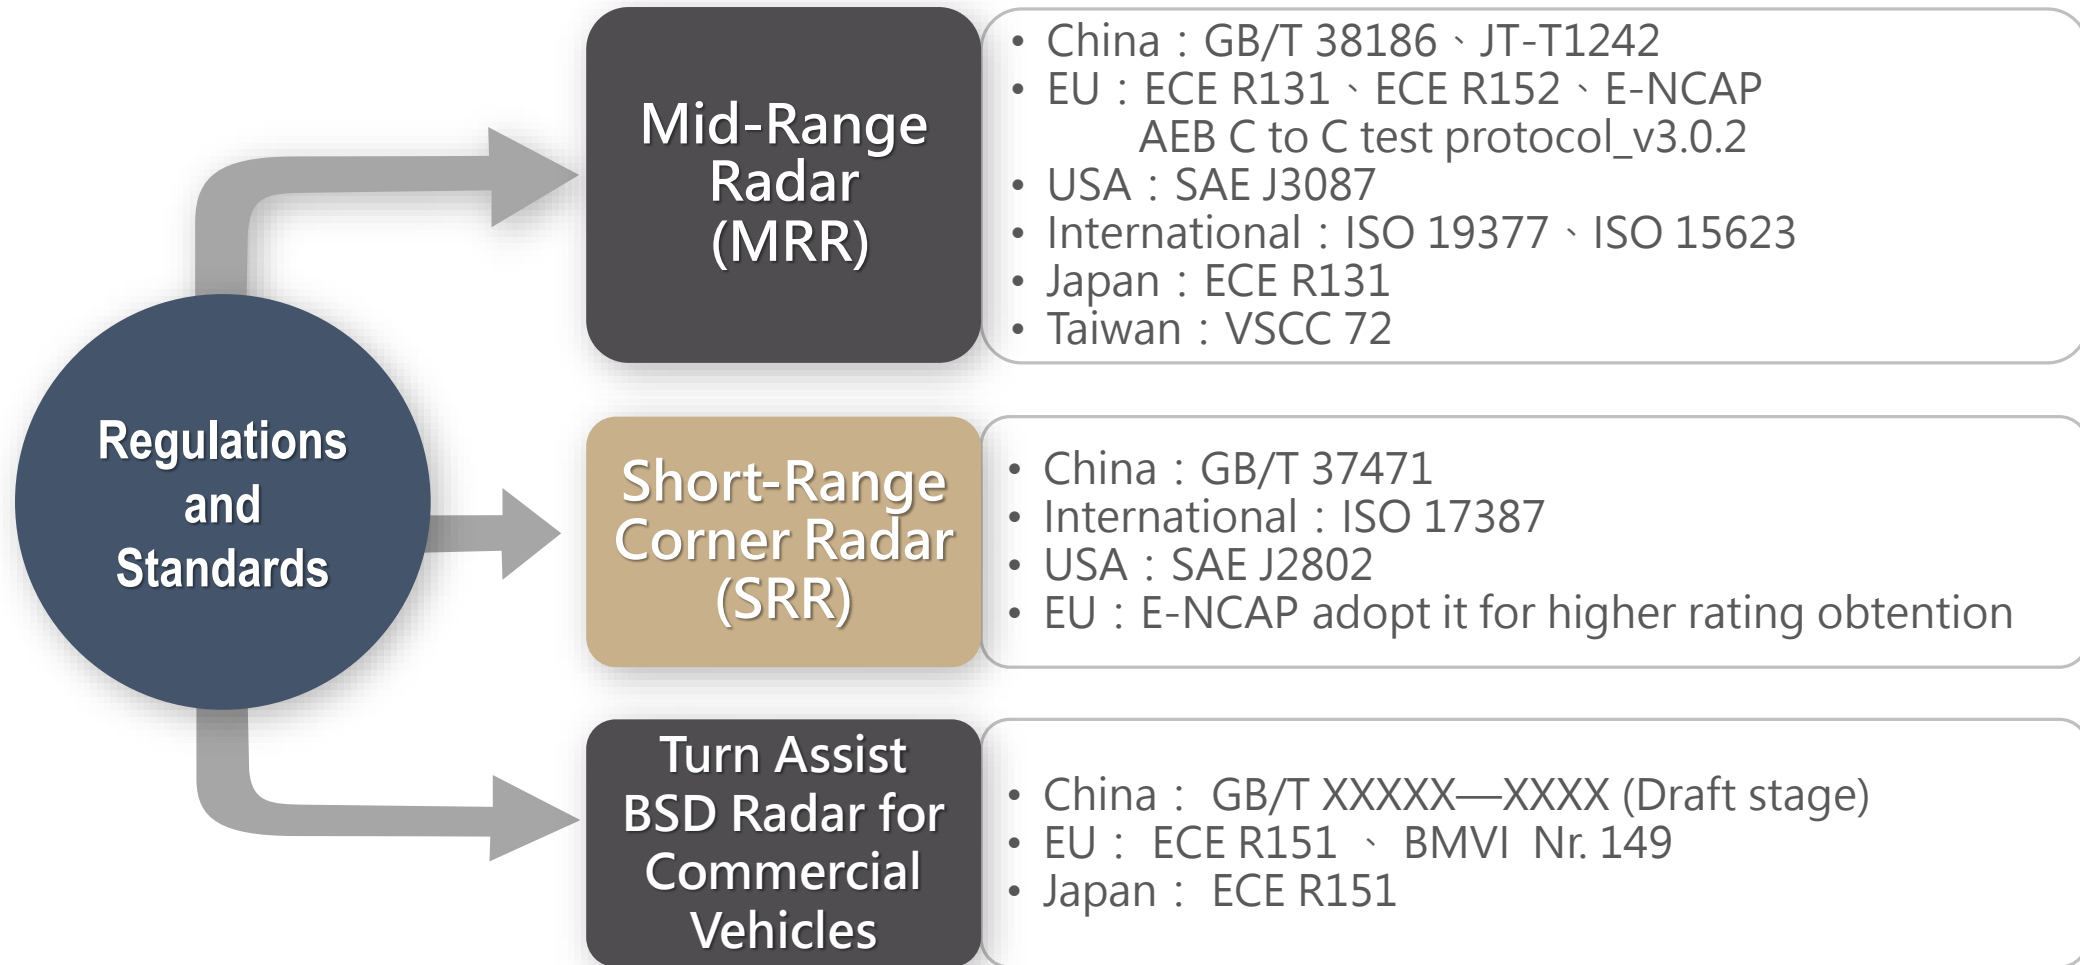 Regulations
and
Standards
Mid-Range
Radar
(MRR)
• China：GB/T 38186、JT-T1242
• EU：ECE R131、ECE R152、E-NCAP
AEB C to C test protocol_v3.0.2
• USA：SAE J3087
• International：ISO 19377、ISO 15623
• Japan：ECE R131
• Taiwan：VSCC 72
Short-Range
Corner Radar
(SRR)
• China：GB/T 37471
• International：ISO 17387
• USA：SAE J2802
• EU：E-NCAP adopt it for higher rating obtention
Turn Assist
BSD Radar for
Commercial
Vehicles
• China： GB/T XXXXX—XXXX (Draft stage)
• EU： ECE R151 、 BMVI Nr. 149
• Japan： ECE R151